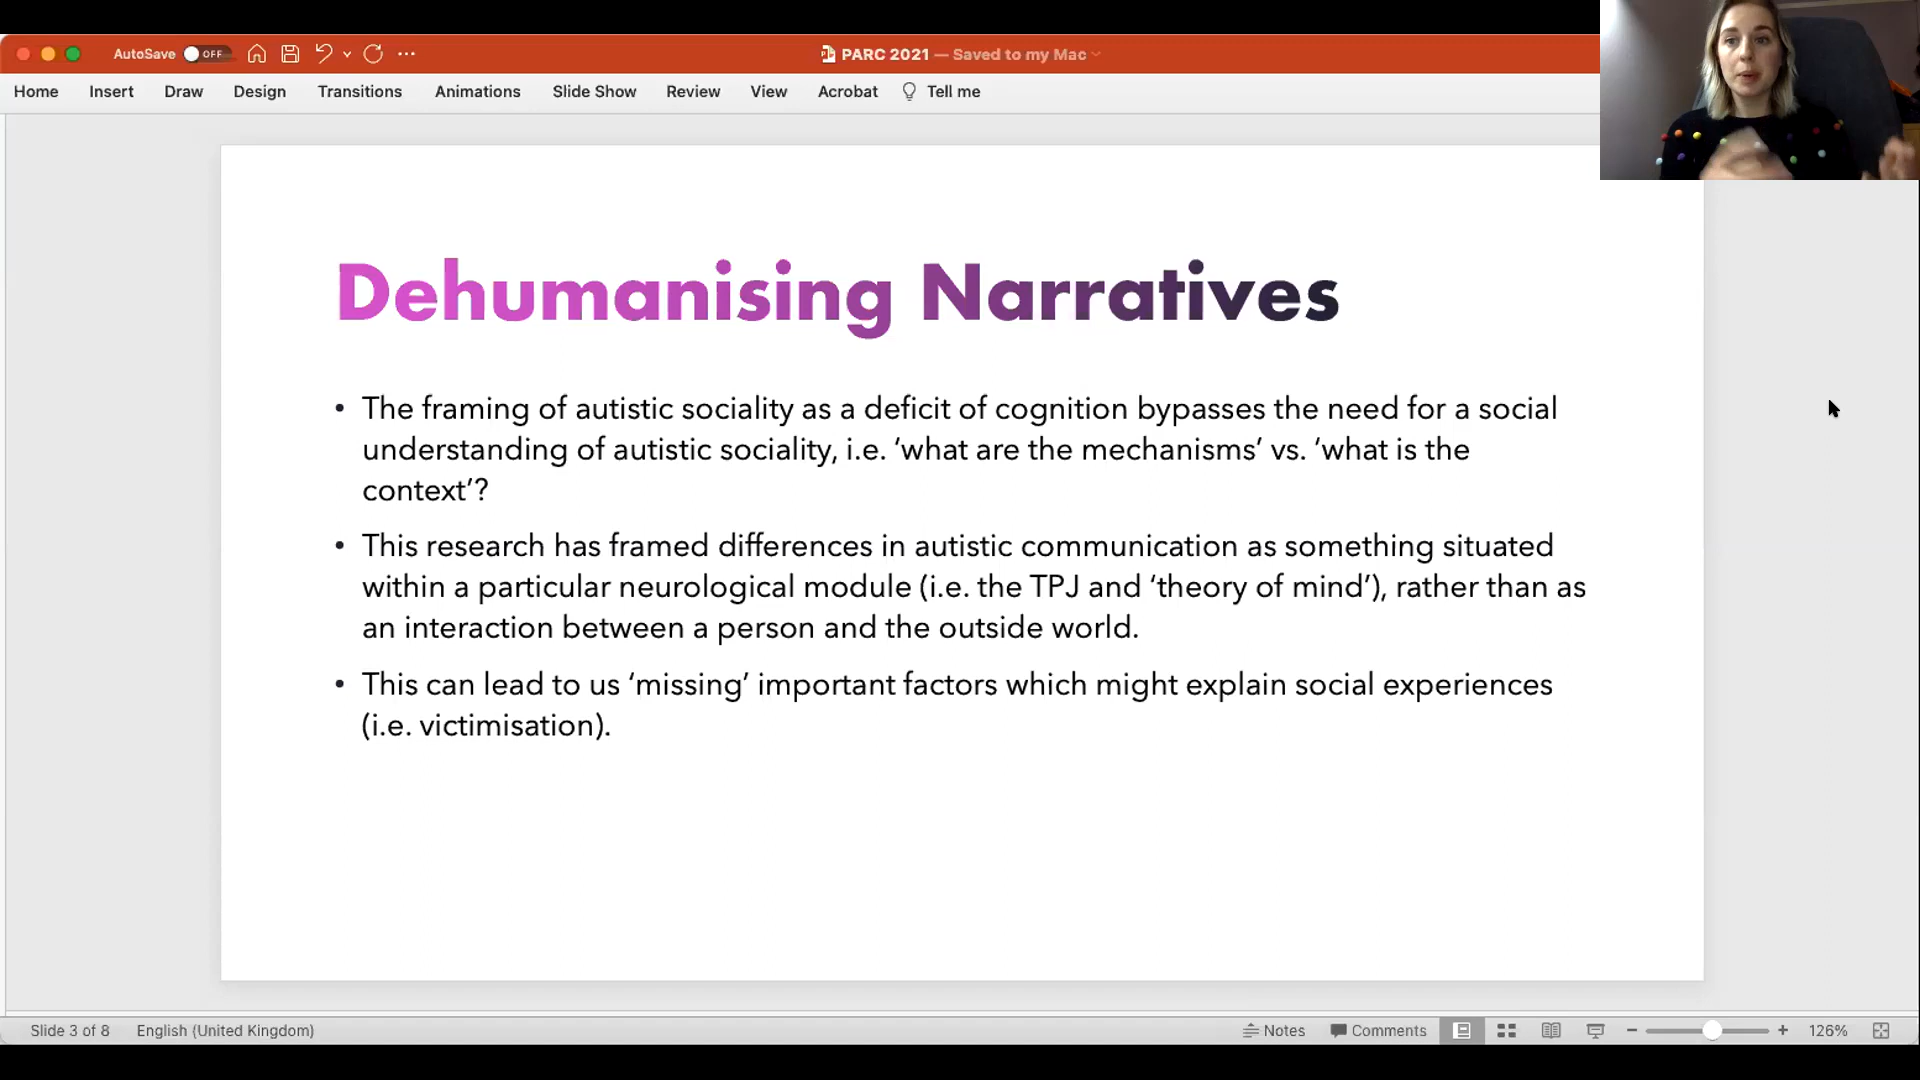 AutoSave OFF
PARC 2021 — Saved to my Mac
Home Insert Draw Design Transitions Animations Slide Show Review View Acrobat Tell me
Dehumanising Narratives
• The framing of autistic sociality as a deficit of cognition bypasses the need for a social
understanding of autistic sociality, i.e. ‘what are the mechanisms’ vs. ‘what is the
context’?
• This research has framed differences in autistic communication as something situated
within a particular neurological module (i.e. the TPJ and ‘theory of mind’), rather than as
an interaction between a person and the outside world.
• This can lead to us ‘missing’ important factors which might explain social experiences
(i.e. victimisation).
Slide 3 of 8 English (United Kingdom) Notes Comments 126%